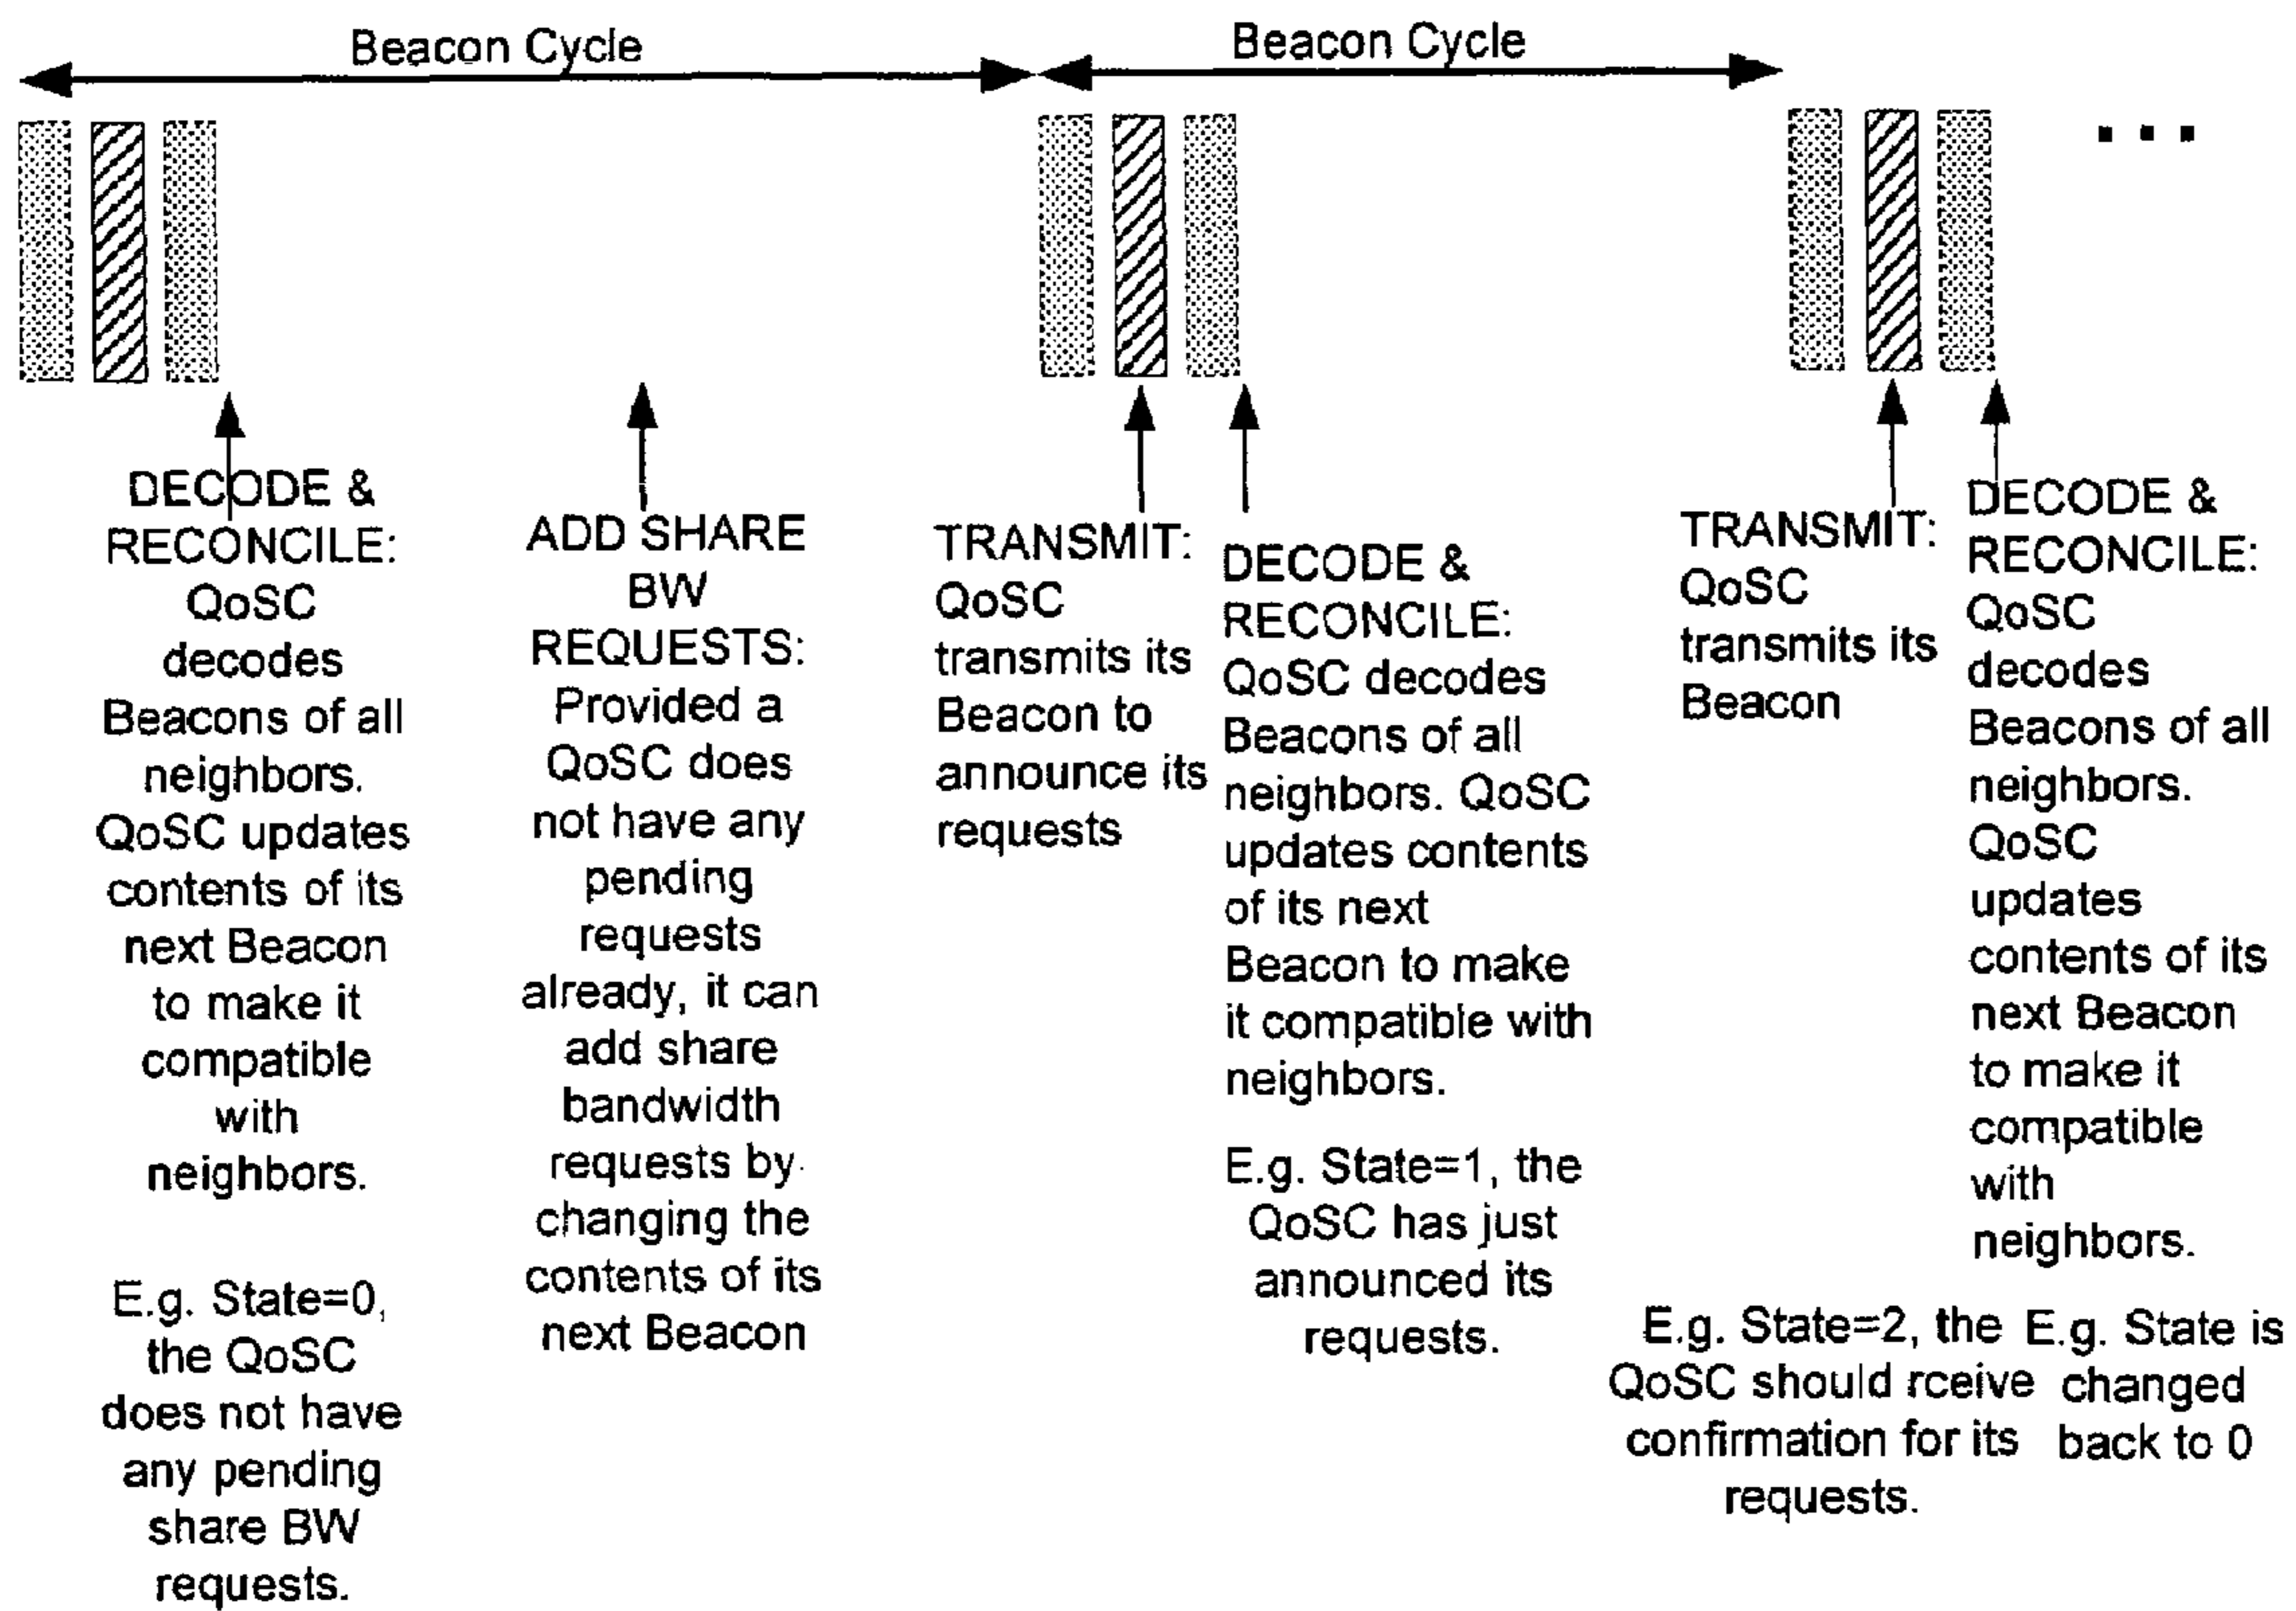 Beacon Cycle
Beacon Cycle
DECODE &
RECONCILE:
QoSC
decodes
Beacons of all
neighbors.
QoSC updates
contents of its
next Beacon
to make it
compatible
with
neighbors.
E.g. State=0,
the QoSC
does not have
any pending
share BW
requests.
ADD SHARE
BW
REQUESTS:
Provided a
QoSC does
not have any
pending
requests
already, it can
add share
bandwidth
requests by
changing the
contents of its
next Beacon
TRANSMIT:
QoSC
transmits its
Beacon to
announce its
requests
DECODE &
RECONCILE:
QoSC decodes
Beacons of all
neighbors. QoSC
updates contents
of its next
Beacon to make
it compatible with
neighbors.
E.g. State=1, the
QoSC has just
announced its
requests.
TRANSMIT:
QoSC
transmits its
Beacon
E.g. State=2, the
QoSC should rceive
confirmation for its
requests.
DECODE &
RECONCILE:
QoSC
decodes
Beacons of all
neighbors.
QoSC
updates
contents of its
next Beacon
to make it
compatible
with
neighbors.
E.g. State is
changed
back to 0